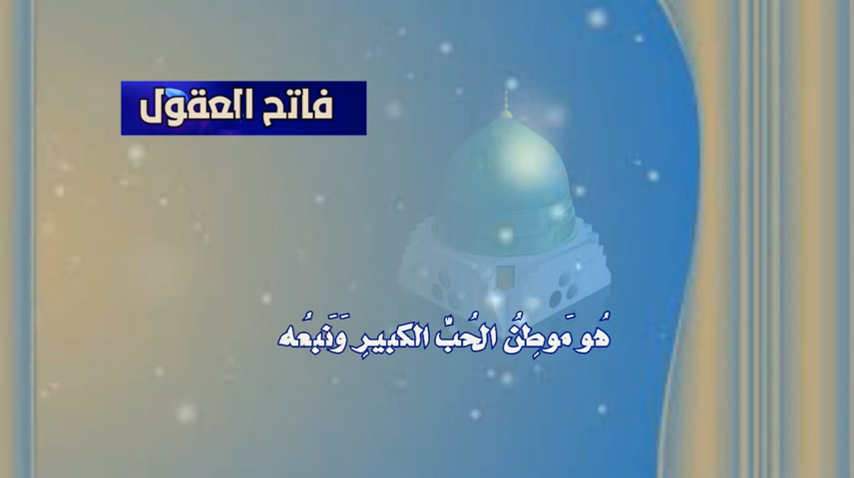 فاتح العقول
هُو مَوطِنُ الحُبِّ الكبيرِ وَنَبعُه